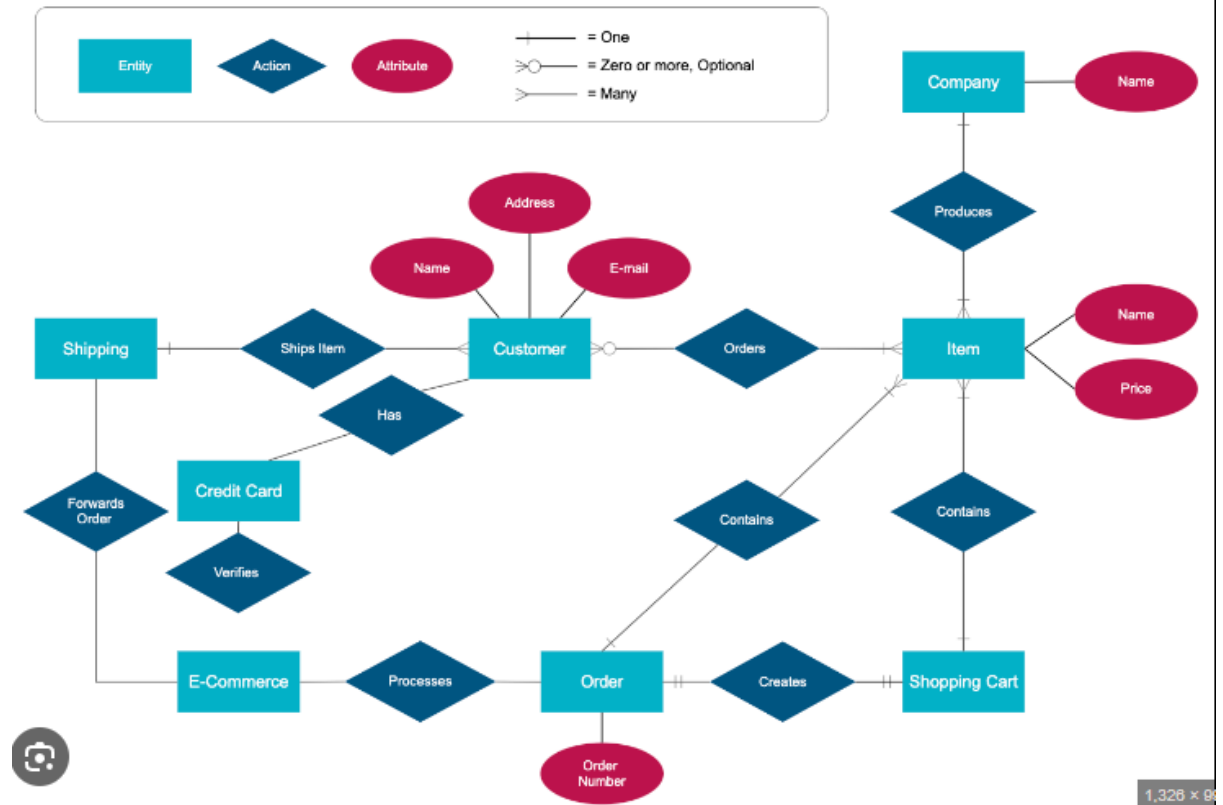 Entity
Action
Attribute
= One
= Zero or more, Optional
= Many
Company
Name
Produces
Address
Name
E-mail
Shipping
Ships Item
Customer
Orders
Item
Name
Price
Has
Credit Card
Forwards
Order
Verifies
Contains
Contains
E-Commerce
Processes
Order
Creates
Shopping Cart
Order
Number
1,326 ×